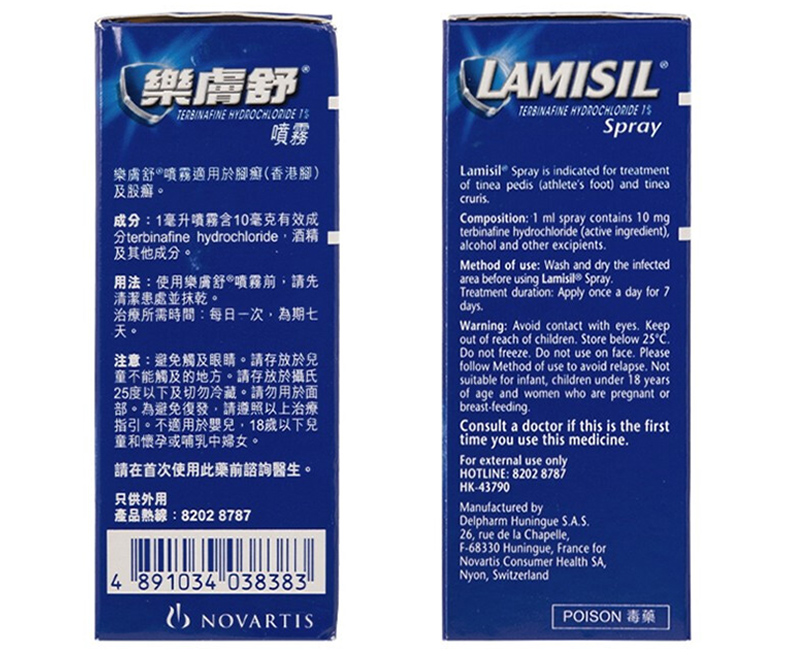 樂膚舒®
TERBINAFINE HYDROCHLORIDE 1%
噴霧
樂膚舒®噴霧適用於腳癬(香港腳)
及股癬。
成分：1毫升噴霧含10毫克有效成
分terbinafine hydrochloride，酒精
及其他成分。
用法：使用樂膚舒®噴霧前，請先
清潔患處並抹乾。
治療所需時間：每日一次，為期七
天。
注意：避免觸及眼睛。請存放於兒
童不能觸及的地方。請存放於攝氏
25度以下及切勿冷藏。請勿用於面
部。為避免復發，請遵照以上治療
指引。不適用於嬰兒，18歲以下兒
童和懷孕或哺乳中婦女。
請在首次使用此藥前諮詢醫生。
只供外用
產品熱線：8202 8787
4 891034 038383
NOVARTIS
LAMISIL®
TERBINAFINE HYDROCHLORIDE 1%
Spray
Lamisil® Spray is indicated for treatment
of tinea pedis (athlete's foot) and tinea
cruris.
Composition: 1 ml spray contains 10 mg
terbinafine hydrochloride (active ingredient),
alcohol and other excipients.
Method of use: Wash and dry the infected
area before using Lamisil® Spray.
Treatment duration: Apply once a day for 7
days.
Warning: Avoid contact with eyes. Keep
out of reach of children. Store below 25°C.
Do not freeze. Do not use on face. Please
follow Method of use to avoid relapse. Not
suitable for infant, children under 18 years
of age and women who are pregnant or
breast-feeding.
Consult a doctor if this is the first
time you use this medicine.
For external use only
HOTLINE: 8202 8787
HK-43790
Manufactured by
Delpharm Huningue S.A.S.
26, rue de la Chapelle,
F-68330 Huningue, France for
Novartis Consumer Health SA,
Nyon, Switzerland
POISON 毒藥